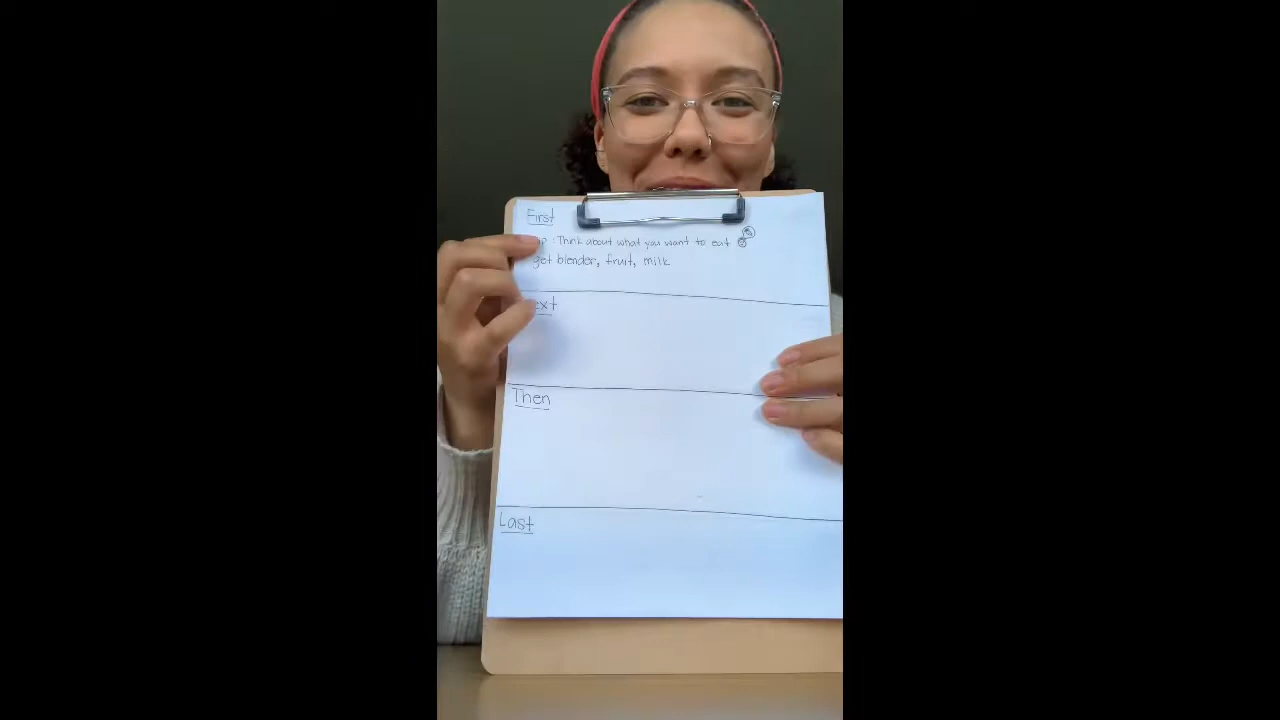 First
: Think about what you want to eat
get blender, fruit, milk
Then
Last